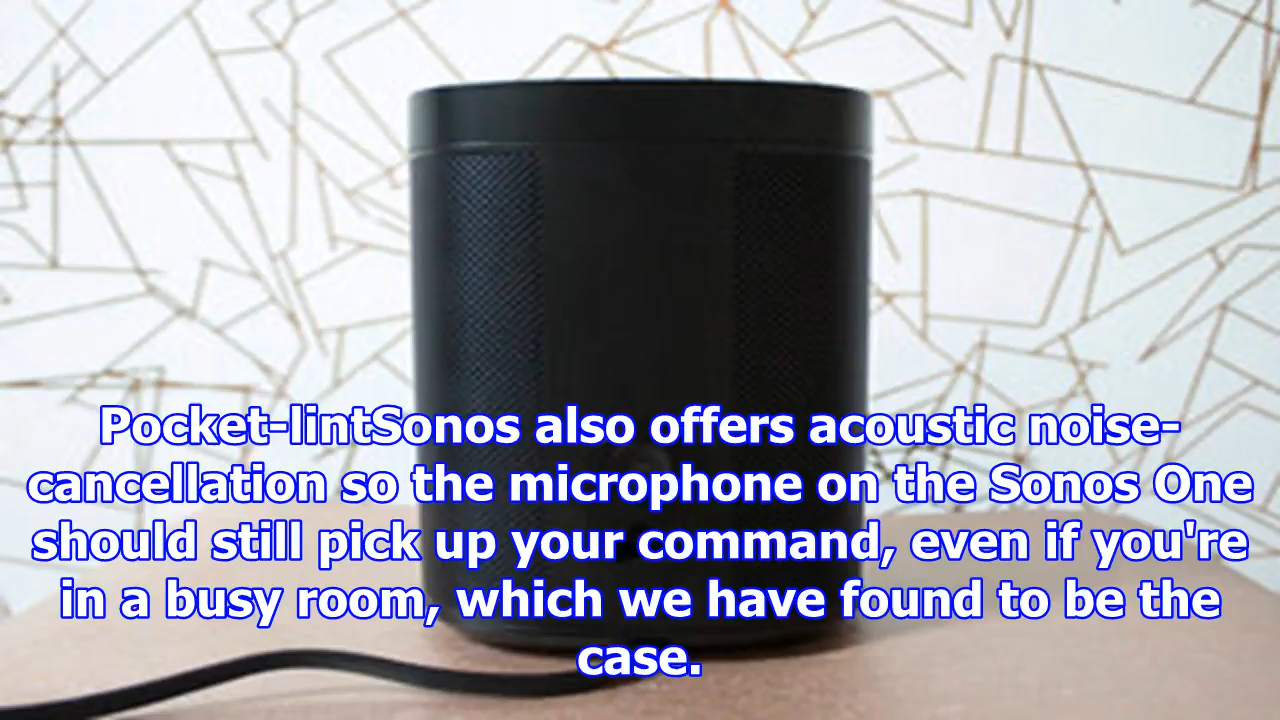 Pocket-lintSonos also offers acoustic noise-
cancellation so the microphone on the Sonos One
should still pick up your command, even if you're
in a busy room, which we have found to be the
case.